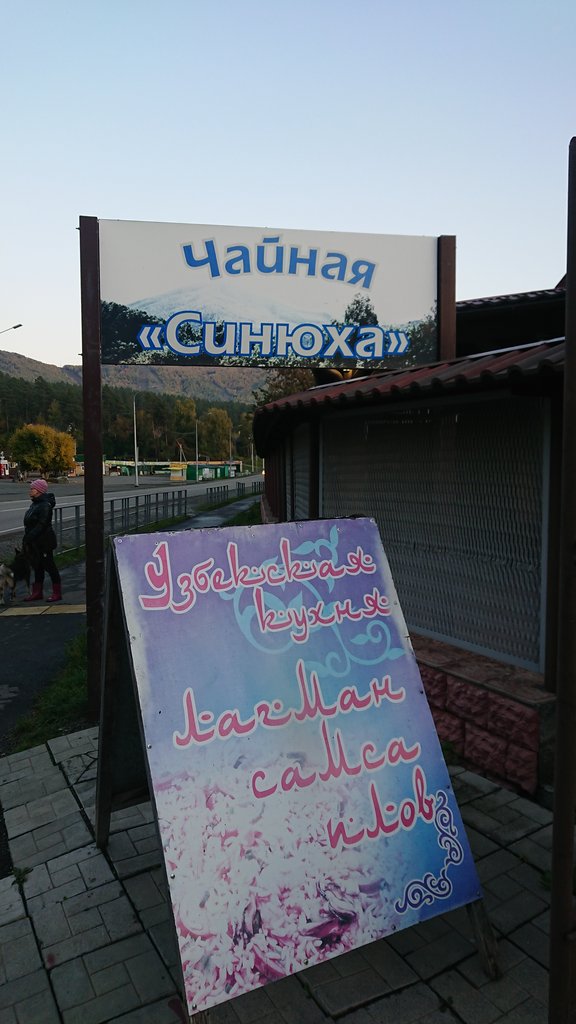 Чайная
«Синюха»
Узбекская
кухня
лагман
самса
плов